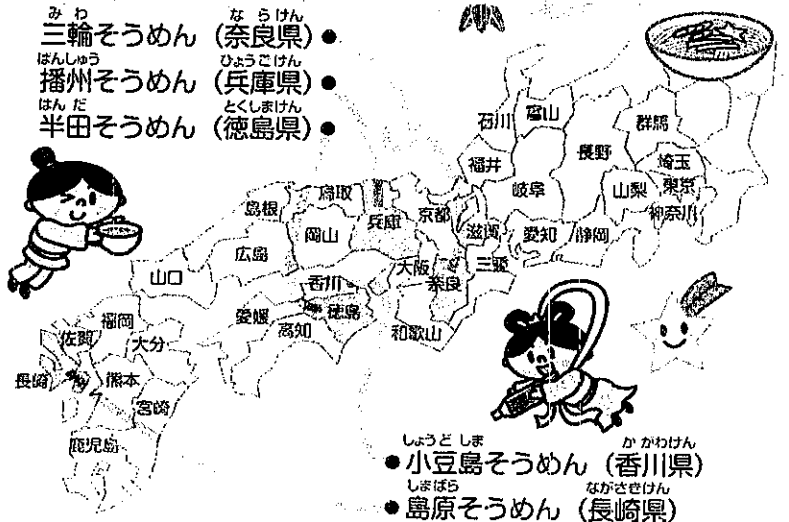 みわ ならけん
三輪そうめん（奈良県）●
ばんしゅう ひょうごけん
播州そうめん（兵庫県）●
はんだ とくしまけん
半田そうめん（徳島県）●
石川
富山
群馬
福井
長野
埼玉
岐阜
山梨
東京
神奈川
鳥取
島根
兵庫
京都
滋賀
愛知
静岡
岡山
広島
大阪
奈良
三重
山口
香川
徳島
愛媛
高知
和歌山
福岡
佐賀
大分
長崎
熊本
宮崎
鹿児島
しょうどしま かがわけん
●小豆島そうめん（香川県）
しまばら ながさきけん
●島原そうめん（長崎県）